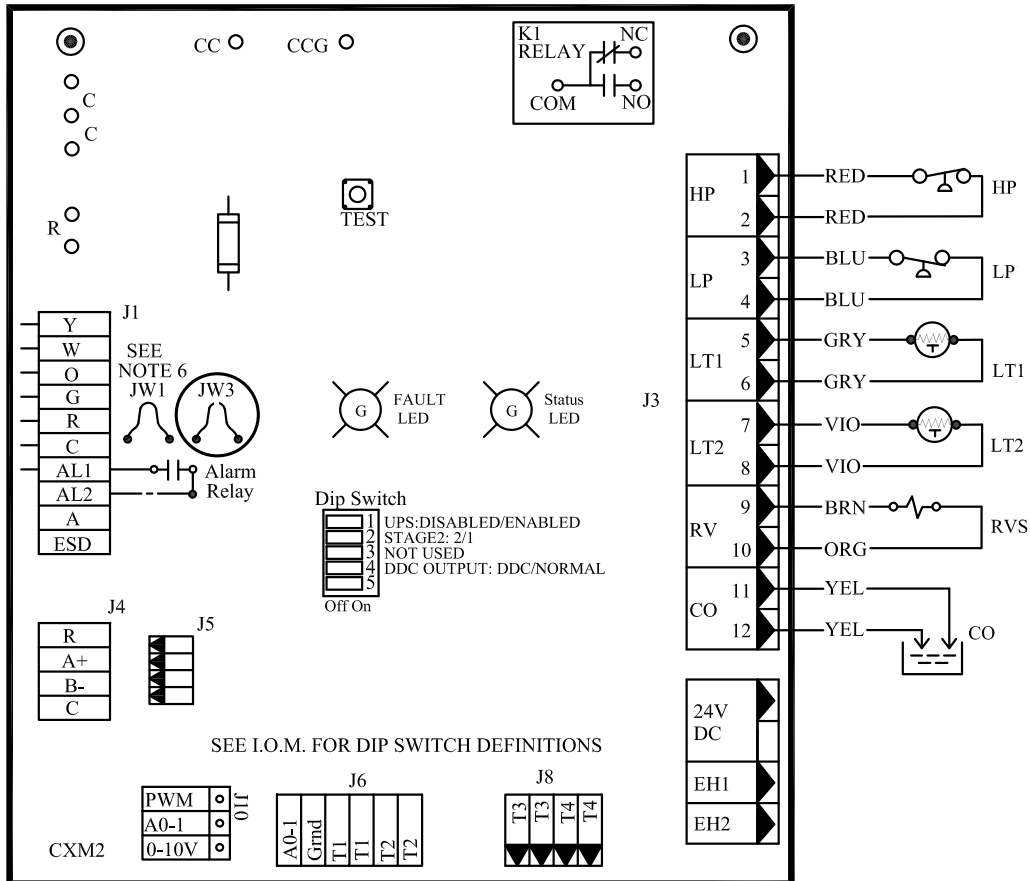 CC
CCG
K1
RELAY
NC
COM
NO
C
C
R
TEST
HP
1
RED
HP
2
RED
LP
3
BLU
LP
4
BLU
LT1
5
GRY
LT1
6
GRY
J3
LT2
7
VIO
LT2
8
VIO
RV
9
BRN
RVS
10
ORG
CO
11
YEL
CO
12
YEL
24V
DC
EH1
EH2
J1
Y
W
O
G
R
C
AL1
AL2
A
ESD
SEE
NOTE 6
JW1
JW3
Alarm
Relay
G
FAULT
LED
G
Status
LED
Dip Switch
1 UPS:DISABLED/ENABLED
2 STAGE2: 2/1
3 NOT USED
4 DDC OUTPUT: DDC/NORMAL
5
Off On
J4
R
A+
B-
C
J5
SEE I.O.M. FOR DIP SWITCH DEFINITIONS
J10
PWM
A0-1
0-10V
J6
A0-1
Grnd
T1
T1
T2
T2
J8
T3
T3
T4
T4
CXM2